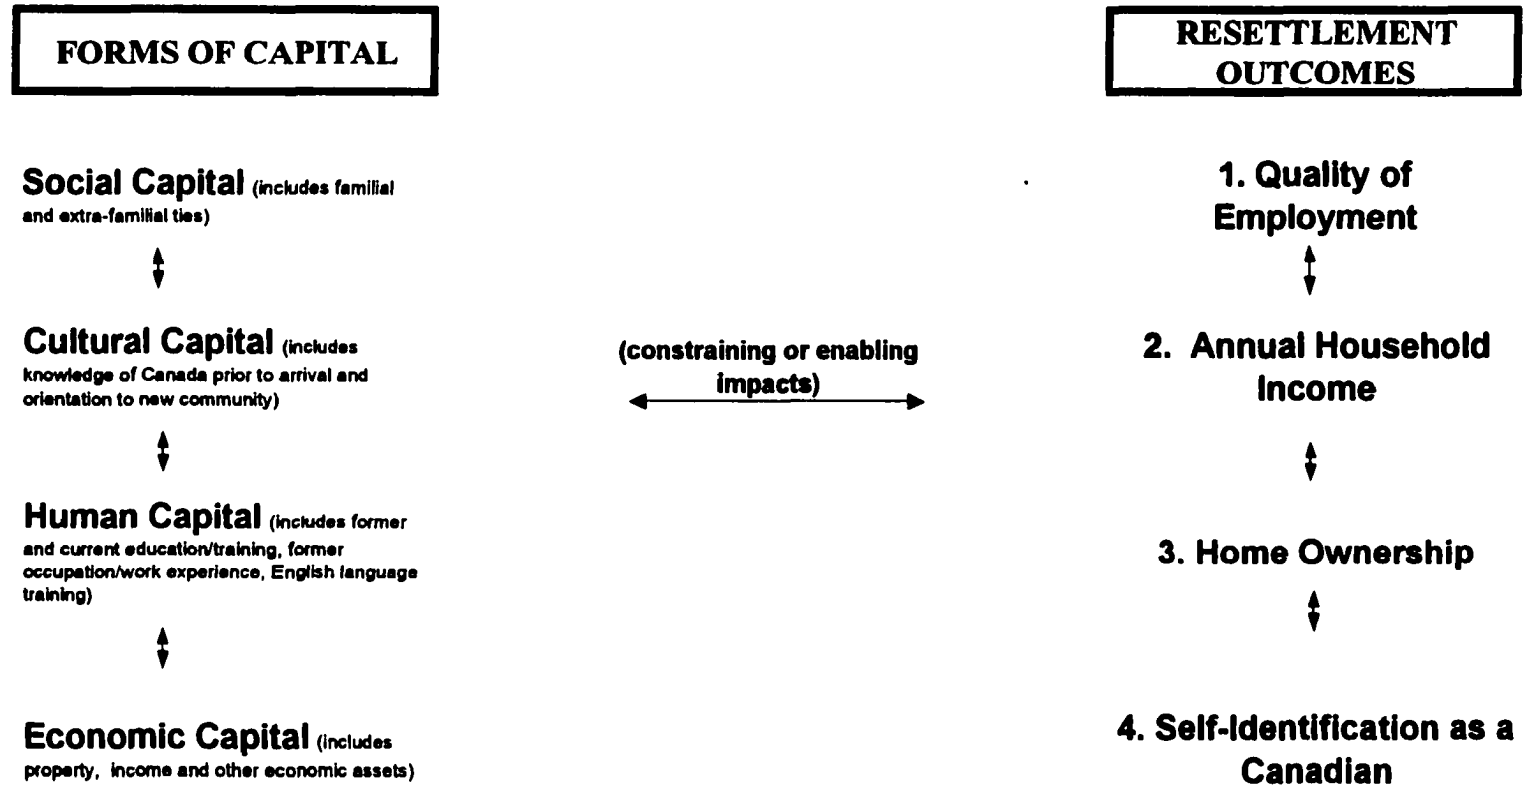 FORMS OF CAPITAL
Social Capital (includes familial
and extra-familial ties)
Cultural Capital (includes
knowledge of Canada prior to arrival and
orientation to new community)
Human Capital (includes former
and current education/training, former
occupation/work experience, English language
training)
Economic Capital (includes
property, income and other economic assets)
(constraining or enabling
impacts)
RESETTLEMENT
OUTCOMES
1. Quality of
Employment
2. Annual Household
Income
3. Home Ownership
4. Self-Identification as a
Canadian